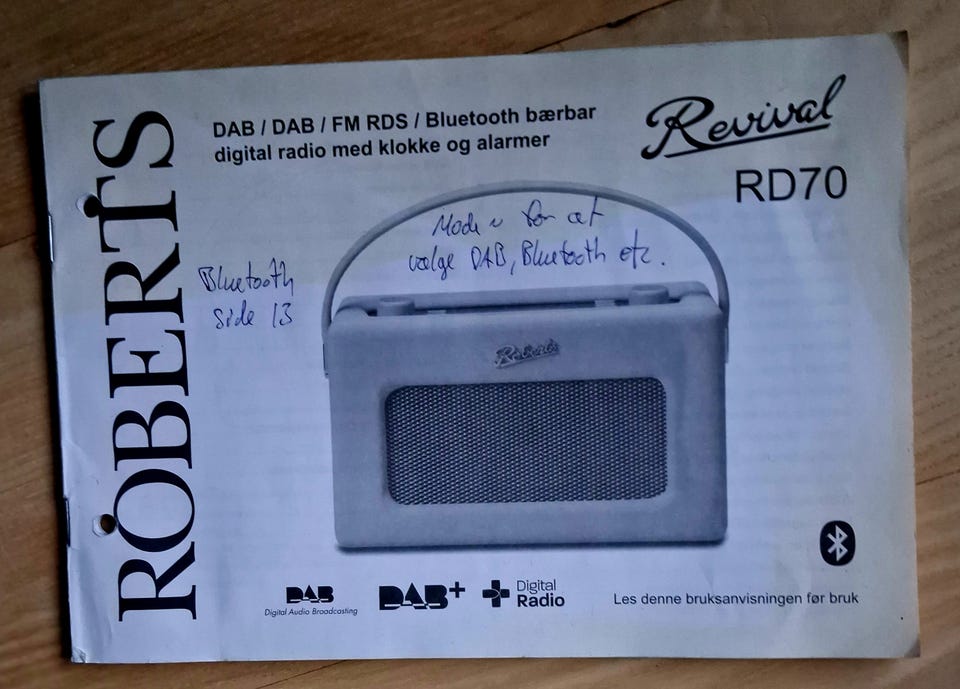 ROBERTS
DAB / DAB / FM RDS / Bluetooth bærbar
digital radio med klokke og alarmer
Revival
RD70
Mode ~ for at
vælge DAB, Bluetooth etc.
Bluetooth
side 13
Roberts
DAB
Digital Audio Broadcasting
DAB+
Digital
Radio
Les denne bruksanvisningen før bruk